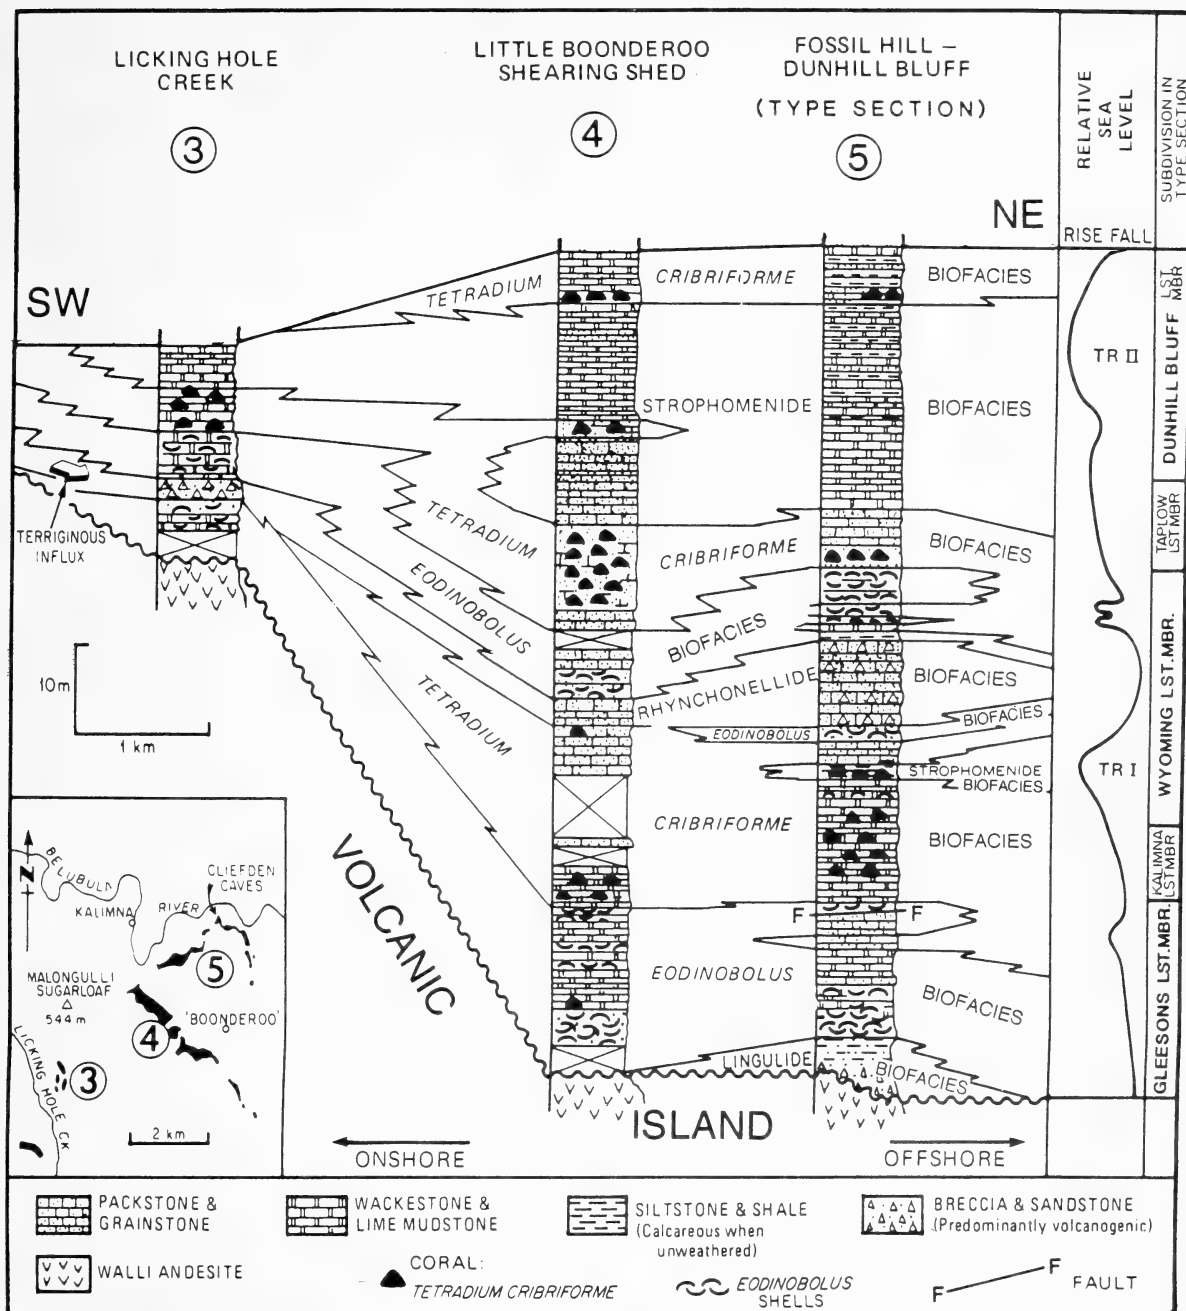 LICKING HOLE
CREEK
3
LITTLE BOONDEROO
SHEARING SHED
4
FOSSIL HILL –
DUNHILL BLUFF
(TYPE SECTION)
5
RELATIVE
SEA
LEVEL
RISE FALL
SUBDIVISION IN
TYPE SECTION
SW
NE
TETRADIUM
CRIBRIFORME
BIOFACIES
STROPHOMENIDE
BIOFACIES
TETRADIUM
CRIBRIFORME
BIOFACIES
EODINOBOLUS
BIOFACIES
RHYNCHONELLIDE
BIOFACIES
EODINOBOLUS
BIOFACIES
STROPHOMENIDE
BIOFACIES
TETRADIUM
CRIBRIFORME
BIOFACIES
F
F
EODINOBOLUS
BIOFACIES
LINGULIDE
BIOFACIES
TERRIGINOUS
INFLUX
10m
1 km
VOLCANIC
ISLAND
ONSHORE
OFFSHORE
TR II
TR I
DUNHILL BLUFF LST. MBR
TAPLOW
LST MBR
WYOMING LST. MBR.
KALIMNA
LST MBR
GLEESONS LST. MBR.
N
BELUBULA
RIVER
KALIMNA
CLIEFDEN
CAVES
5
MALONGULLI
SUGARLOAF
544 m
'BOONDEROO'
4
3
LICKING HOLE CK
2 km
PACKSTONE &
GRAINSTONE
WACKESTONE &
LIME MUDSTONE
SILTSTONE & SHALE
(Calcareous when
unweathered)
BRECCIA & SANDSTONE
(Predominantly volcanogenic)
WALLI ANDESITE
CORAL:
TETRADIUM CRIBRIFORME
EODINOBOLUS
SHELLS
F
F
FAULT